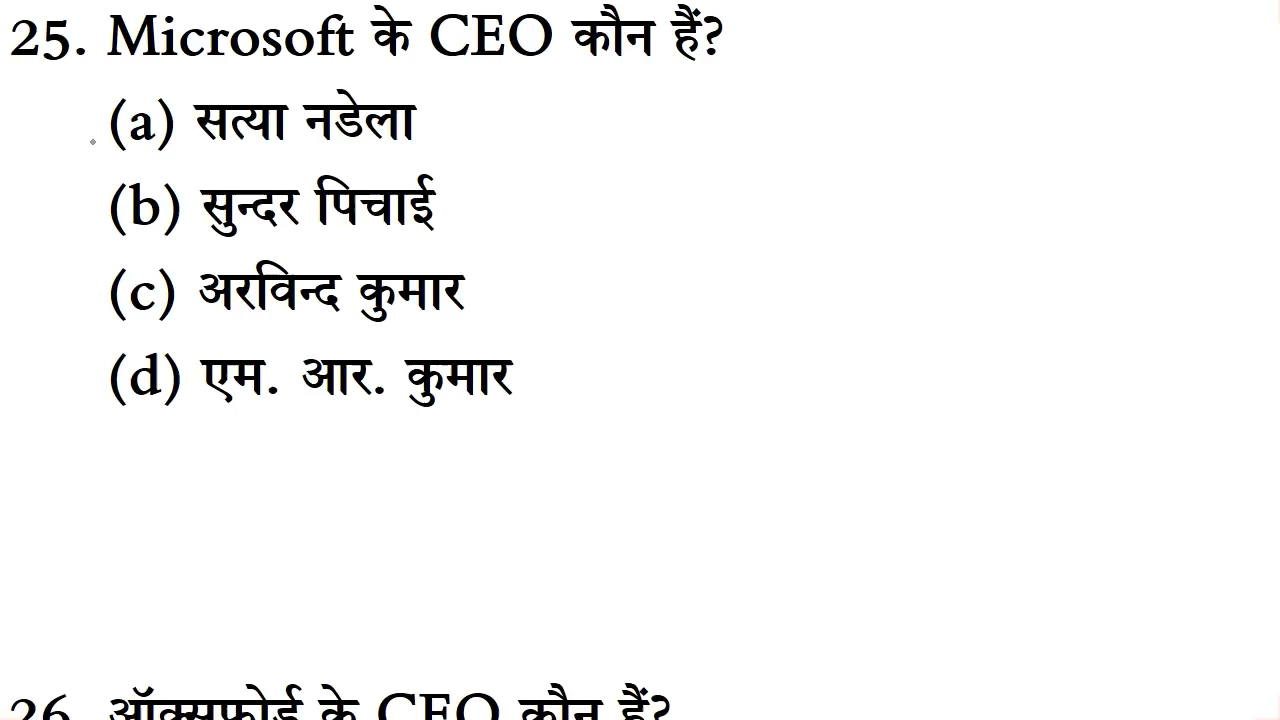 25. Microsoft के CEO कौन हैं?
(a) सत्या नडेला
(b) सुन्दर पिचाई
(c) अरविन्द कुमार
(d) एम. आर. कुमार
26. ऑक्सफोर्ड के CEO कौन हैं?